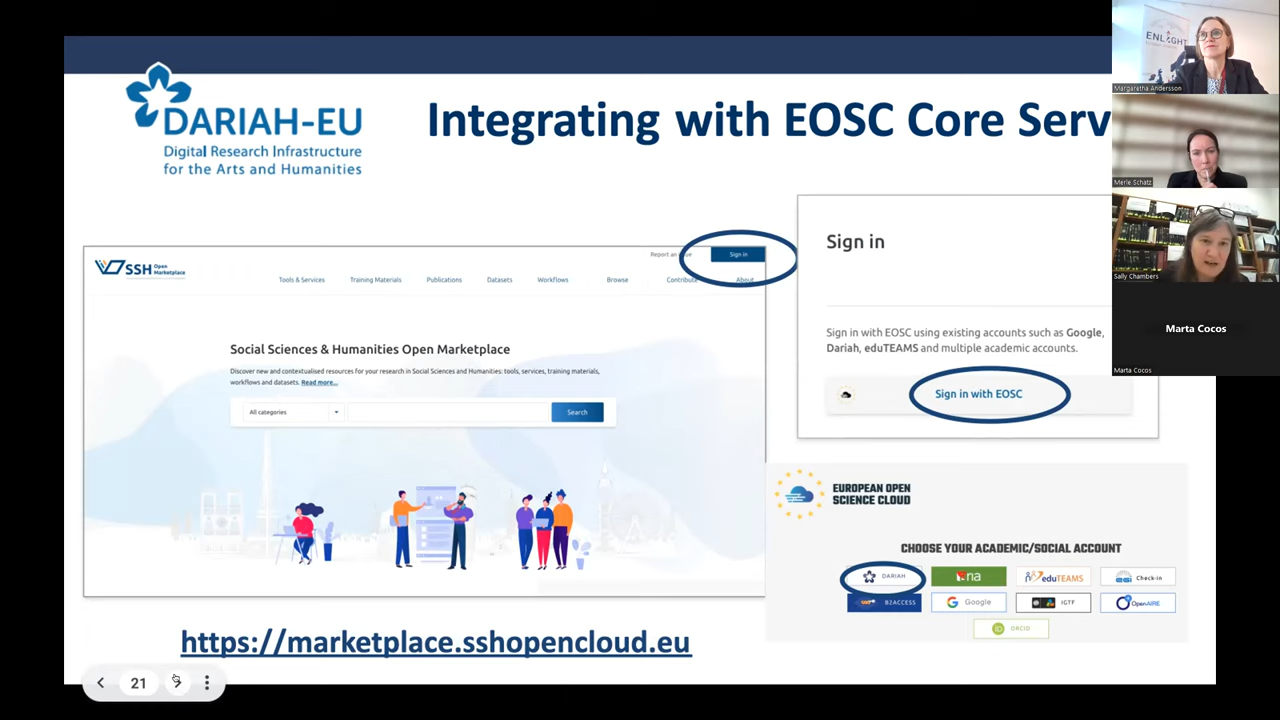 DARIAH-EU
Digital Research Infrastructure
for the Arts and Humanities
Integrating with EOSC Core Serv
SSH Open
Marketplace
Report an
Sign in
Tools & Services
Training Materials
Publications
Datasets
Workflows
Browse
Contribute
About
Social Sciences & Humanities Open Marketplace
Discover new and contextualised resources for your research in Social Sciences and Humanities: tools, services, training materials,
workflows and datasets. Read more...
All categories
Search
https://marketplace.sshopencloud.eu
21
Sign in
Sign in with EOSC using existing accounts such as Google,
Dariah, eduTEAMS and multiple academic accounts.
Sign in with EOSC
EUROPEAN OPEN
SCIENCE CLOUD
CHOOSE YOUR ACADEMIC/SOCIAL ACCOUNT
DARIAH
eduTEAMS
Check-in
B2ACCESS
Google
IGTF
OpenAIRE
ORCID
ENLIGHT
Margaretha Andersson
Merle Schatz
Sally Chambers
Marta Cocos
Marta Cocos